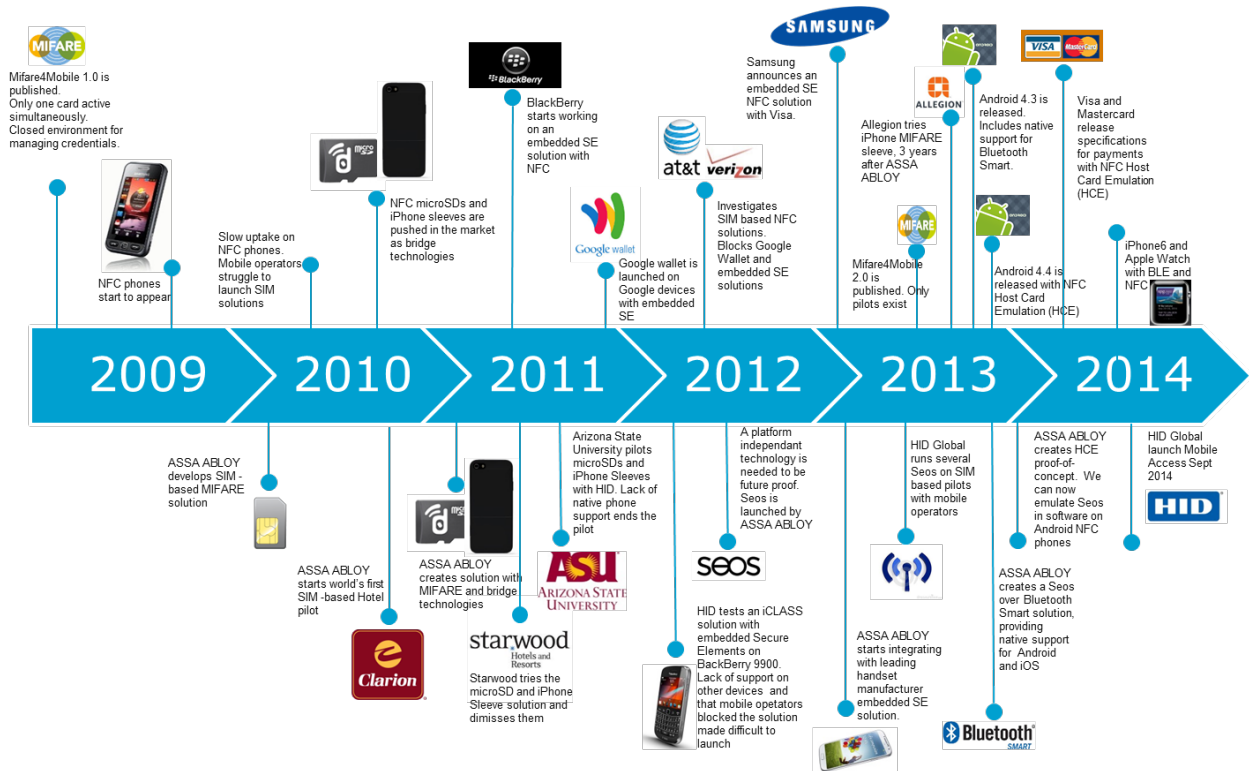 MIFARE
Mifare4Mobile 1.0 is
published.
Only one card active
simultaneously.
Closed environment for
managing credentials.
NFC phones
start to appear
Slow uptake on
NFC phones.
Mobile operators
struggle to
launch SIM
solutions
micro
NFC microSDs and
iPhone sleeves are
pushed in the market
as bridge
technologies
BlackBerry
BlackBerry
starts working
on an
embedded SE
solution with
NFC
Google wallet
Google wallet is
launched on
Google devices
with embedded
SE
at&t verizon
Investigates
SIM based NFC
solutions.
Blocks Google
Wallet and
embedded SE
solutions
SAMSUNG
Samsung
announces an
embedded SE
NFC solution
with Visa.
MIFARE
Mifare4Mobile
2.0 is
published. Only
pilots exist
ALLEGION
Allegion tries
iPhone MIFARE
sleeve, 3 years
after ASSA
ABLOY
Android 4.3 is
released.
Includes native
support for
Bluetooth
Smart.
Android 4.4 is
released with NFC
Host Card
Emulation (HCE)
VISA MasterCard
Visa and
Mastercard
release
specifications
for payments
with NFC Host
Card Emulation
(HCE)
iPhone6 and
Apple Watch
with BLE and
NFC
2009
2010
2011
2012
2013
2014
ASSA ABLOY
develops SIM -
based MIFARE
solution
ASSA ABLOY
starts world's first
SIM -based Hotel
pilot
Clarion
ASSA ABLOY
creates solution with
MIFARE and bridge
technologies
starwood
Hotels and
Resorts
Starwood tries the
microSD and iPhone
Sleeve solution and
dimisses them
Arizona State
University pilots
microSDs and
iPhone Sleeves
with HID. Lack of
native phone
support ends the
pilot
ASU
ARIZONA STATE
UNIVERSITY
HID tests an iCLASS
solution with
embedded Secure
Elements on
BackBerry 9900.
Lack of support on
other devices and
that mobile opetators
blocked the solution
made difficult to
launch
A platform
independant
technology is
needed to be
future proof.
Seos is
launched by
ASSA ABLOY
seos
ASSA ABLOY
starts integrating
with leading
handset
manufacturer
embedded SE
solution.
HID Global
runs several
Seos on SIM
based pilots
with mobile
operators
ASSA ABLOY
creates a Seos
over Bluetooth
Smart solution,
providing
native support
for Android
and iOS
Bluetooth
SMART
ASSA ABLOY
creates HCE
proof-of-
concept. We
can now
emulate Seos
in software on
Android NFC
phones
HID Global
launch Mobile
Access Sept
2014
HID